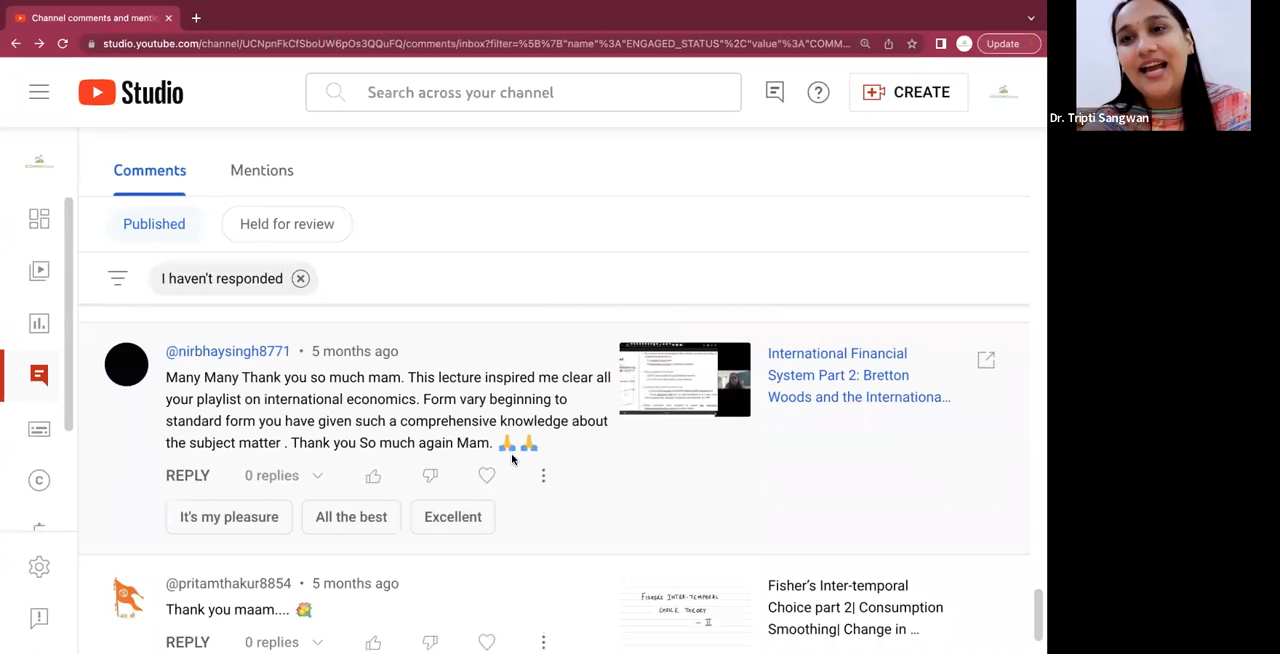 Channel comments and menti
studio.youtube.com/channel/UCNpnFkCfSboUW6pOs3QQuFQ/comments/inbox?filter=%5B%7B"name"%3A"ENGAGED_STATUS"%2C"value"%3A"COMM...
Update
Studio
Search across your channel
CREATE
Dr. Tripti Sangwan
Comments
Mentions
Published
Held for review
I haven't responded
@nirbhaysingh8771 • 5 months ago
Many Many Thank you so much mam. This lecture inspired me clear all
your playlist on international economics. Form vary beginning to
standard form you have given such a comprehensive knowledge about
the subject matter . Thank you So much again Mam. 🙏 🙏
International Financial
System Part 2: Bretton
Woods and the Internationa...
REPLY
0 replies
It's my pleasure
All the best
Excellent
@pritamthakur8854 • 5 months ago
Thank you maam.... 💐
FISHER'S INTER-TEMPORAL
CHOICE THEORY
- II
Fisher's Inter-temporal
Choice part 2| Consumption
Smoothing| Change in ...
REPLY
0 replies